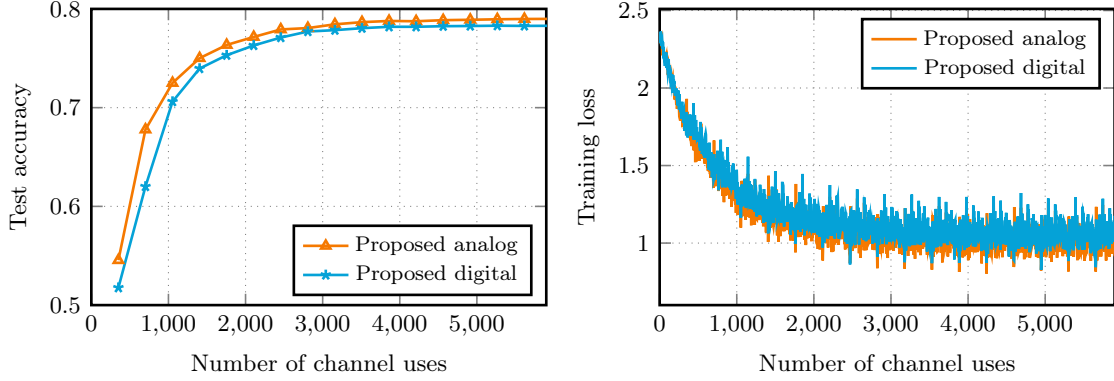 0.8
0.7
0.6
0.5
Test accuracy
Proposed analog
Proposed digital
0 1,000 2,000 3,000 4,000 5,000
Number of channel uses
2.5
2
1.5
1
Training loss
Proposed analog
Proposed digital
0 1,000 2,000 3,000 4,000 5,000
Number of channel uses